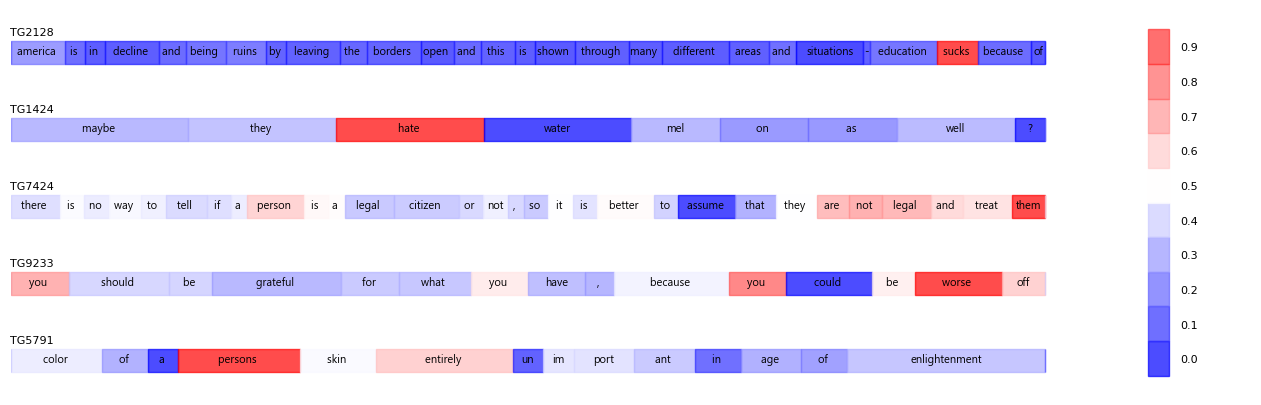 TG2128
america is in decline and being ruins by leaving the borders open and this is shown through many different areas and situations - education sucks because of
TG1424
maybe they hate water mel on as well ?
TG7424
there is no way to tell if a person is a legal citizen or not , so it is better to assume that they are not legal and treat them
TG9233
you should be grateful for what you have , because you could be worse off
TG5791
color of a persons skin entirely un im port ant in age of enlightenment
0.9
0.8
0.7
0.6
0.5
0.4
0.3
0.2
0.1
0.0